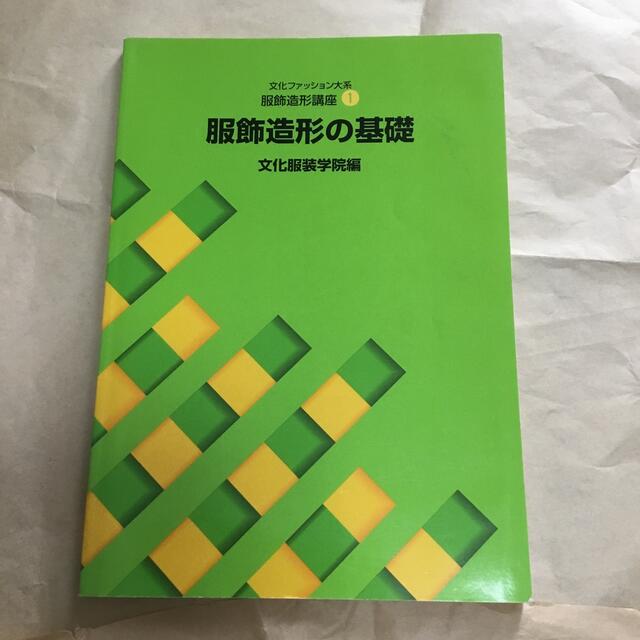 文化ファッション大系
服飾造形講座 1
服飾造形の基礎
文化服装学院編